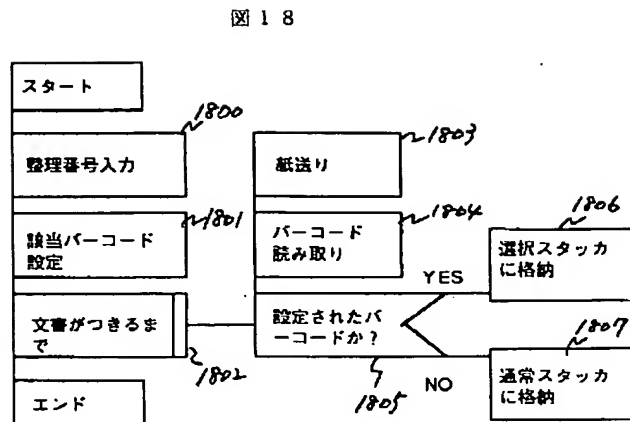 図18
スタート
1800
整理番号入力
1801
該当バーコード
設定
文書がつきるま
で
1802
エンド
1803
紙送り
1804
バーコード
読み取り
設定されたバ
ーコードか？
1805
YES
NO
1806
選択スタッカ
に格納
1807
通常スタッカ
に格納